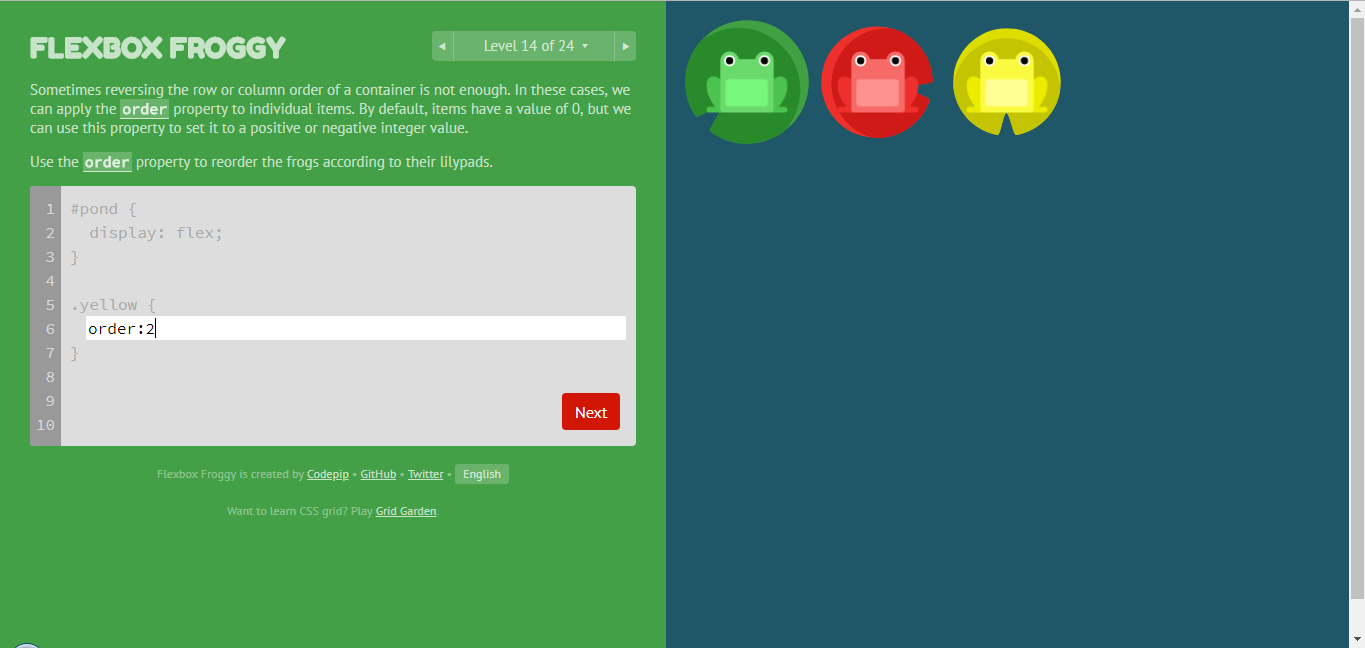 FLEXBOX FROGGY
◄ Level 14 of 24 ▾ ►
Sometimes reversing the row or column order of a container is not enough. In these cases, we
can apply the order property to individual items. By default, items have a value of 0, but we
can use this property to set it to a positive or negative integer value.
Use the order property to reorder the frogs according to their lilypads.
1 #pond {
2   display: flex;
3 }
4
5 .yellow {
6   order:2
7 }
8
9
10
Next
Flexbox Froggy is created by Codepip • GitHub • Twitter • English
Want to learn CSS grid? Play Grid Garden.